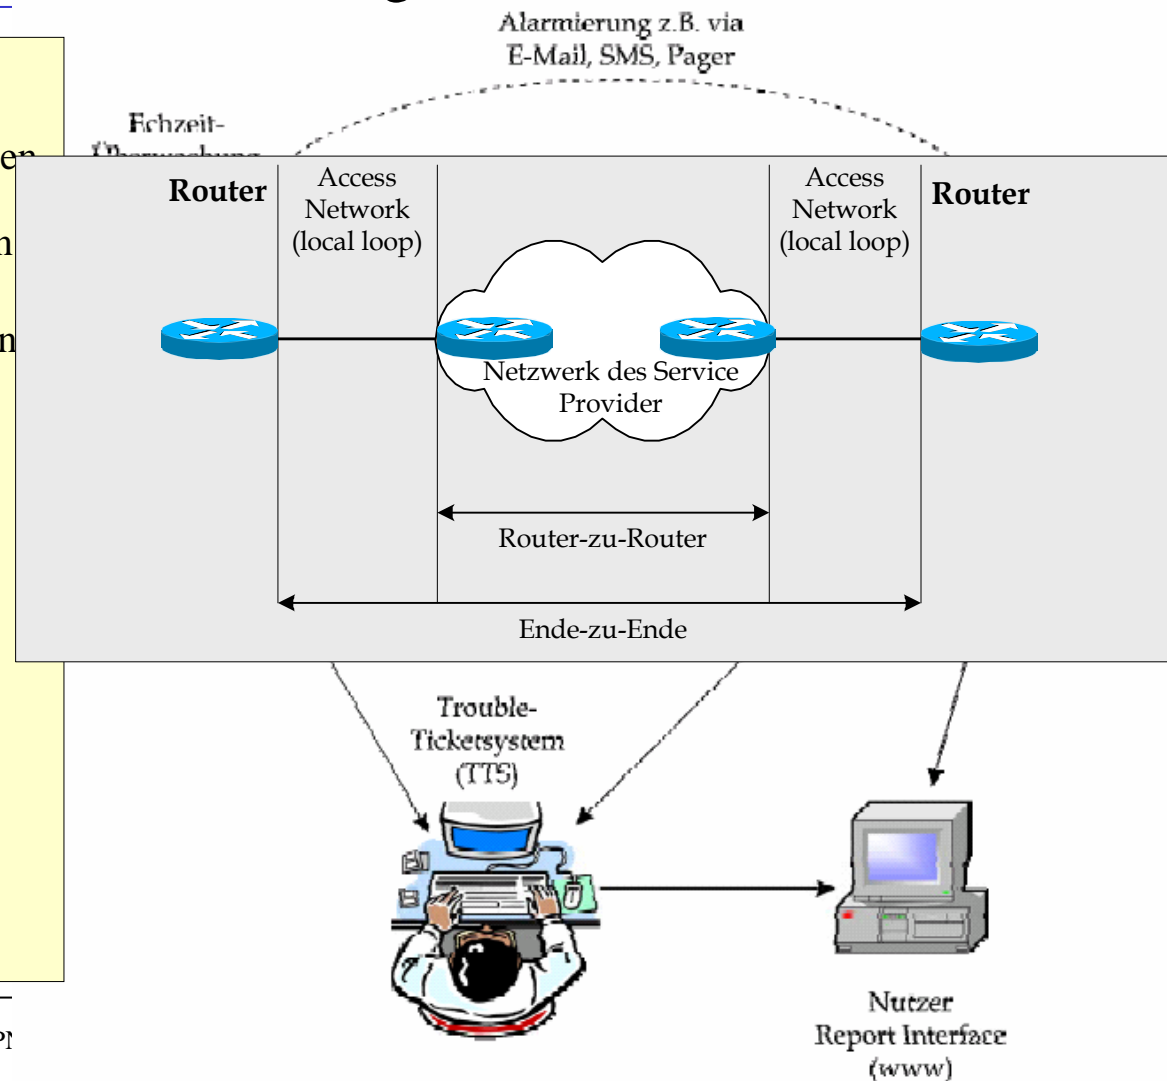 Alarmierung z.B. via
E-Mail, SMS, Pager
Echzeit-
en
Router
Access
Network
(local loop)
Access
Network
(local loop)
Router
n
n
Netzwerk des Service
Provider
Router-zu-Router
Ende-zu-Ende
Trouble-
Ticketsystem
(TTS)
Nutzer
Report Interface
(www)